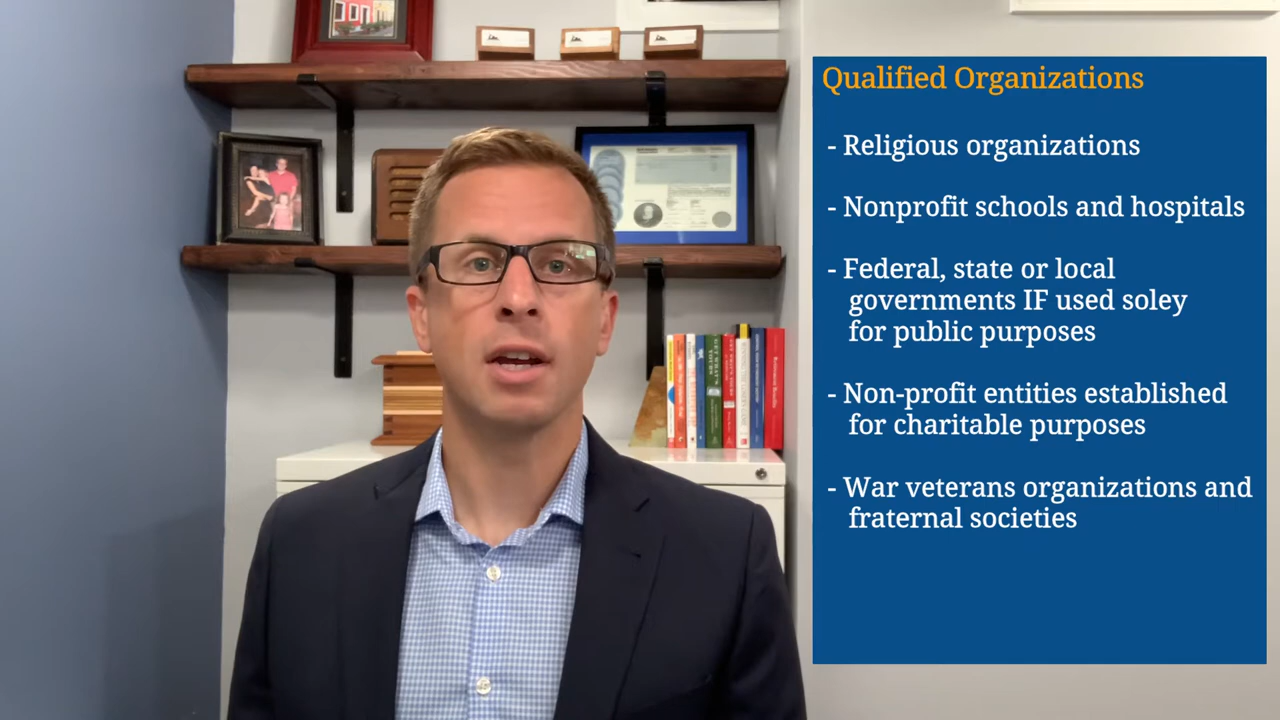 Qualified Organizations
- Religious organizations
- Nonprofit schools and hospitals
- Federal, state or local
governments IF used soley
for public purposes
- Non-profit entities established
for charitable purposes
- War veterans organizations and
fraternal societies